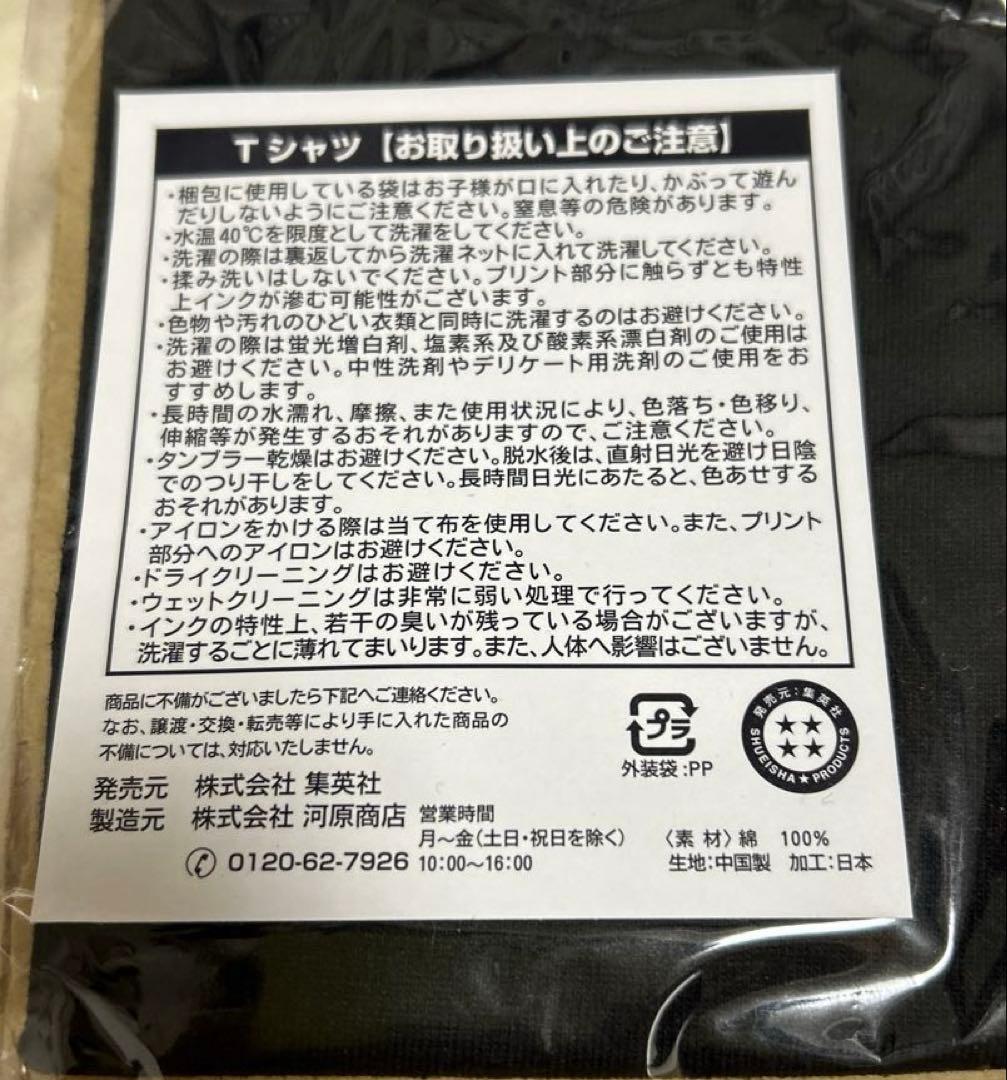 Tシャツ【お取り扱い上のご注意】
・梱包に使用している袋はお子様が口に入れたり、かぶって遊ん
だりしないようにご注意ください。窒息等の危険があります。
・水温40℃を限度として洗濯をしてください。
・洗濯の際は裏返してから洗濯ネットに入れて洗濯してください。
・揉み洗いはしないでください。プリント部分に触らずとも特性
上インクが滲む可能性がございます。
・色物や汚れのひどい衣類と同時に洗濯するのはお避けください。
・洗濯の際は蛍光増白剤、塩素系及び酸素系漂白剤のご使用は
お避けください。中性洗剤やデリケート用洗剤のご使用をお
すすめします。
・長時間の水濡れ、摩擦、また使用状況により、色落ち・色移り、
伸縮等が発生するおそれがありますので、ご注意ください。
・タンブラー乾燥はお避けください。脱水後は、直射日光を避け日陰
でのつり干しをしてください。長時間日光にあたると、色あせする
おそれがあります。
・アイロンをかける際は当て布を使用してください。また、プリント
部分へのアイロンはお避けください。
・ドライクリーニングはお避けください。
・ウェットクリーニングは非常に弱い処理で行ってください。
・インクの特性上、若干の臭いが残っている場合がございますが、
洗濯するごとに薄れてまいります。また、人体へ影響はございません。
商品に不備がございましたら下記へご連絡ください。
なお、譲渡・交換・転売等により手に入れた商品の
不備については、対応いたしません。
プラ
外装袋:PP
発売元:集英社
SHUEISHA★PRODUCTS
発売元 株式会社 集英社
製造元 株式会社 河原商店
0120-62-7926
営業時間
月〜金(土日・祝日を除く)
10:00〜16:00
〈素 材〉綿 100%
生地:中国製 加工:日本